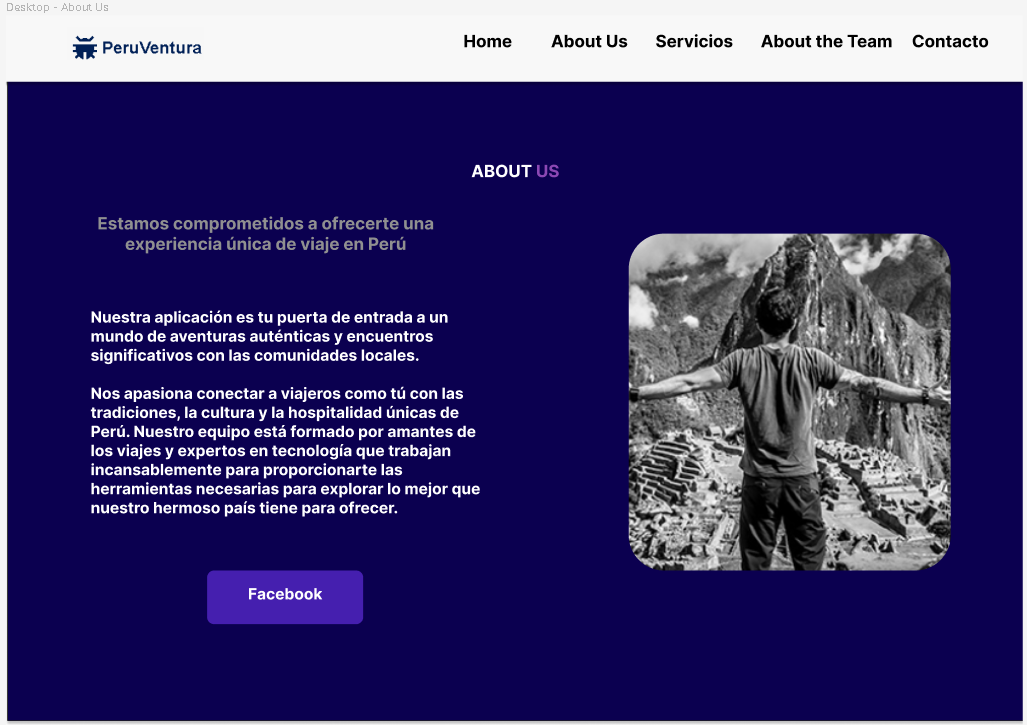 Desktop - About Us
PeruVentura
Home About Us Servicios About the Team Contacto
ABOUT US
Estamos comprometidos a ofrecerte una
experiencia única de viaje en Perú
Nuestra aplicación es tu puerta de entrada a un
mundo de aventuras auténticas y encuentros
significativos con las comunidades locales.
Nos apasiona conectar a viajeros como tú con las
tradiciones, la cultura y la hospitalidad únicas de
Perú. Nuestro equipo está formado por amantes de
los viajes y expertos en tecnología que trabajan
incansablemente para proporcionarte las
herramientas necesarias para explorar lo mejor que
nuestro hermoso país tiene para ofrecer.
Facebook